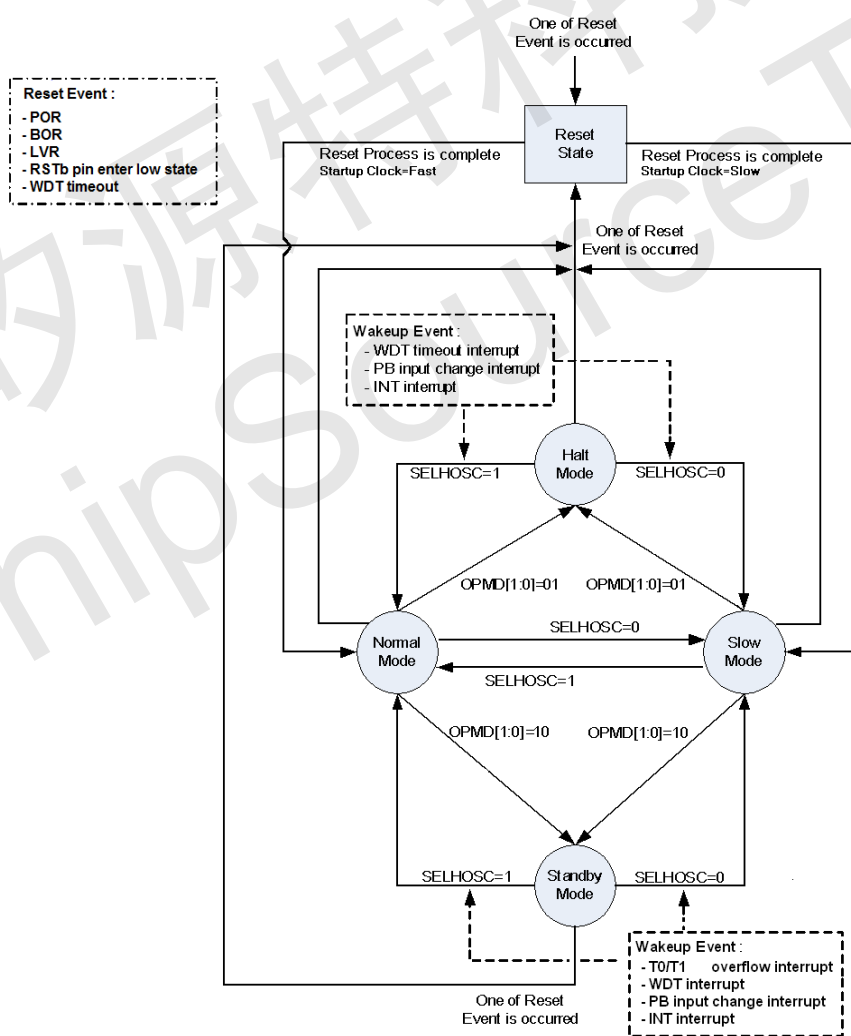 One of Reset
Event is occurred
Reset Event :
- POR
- BOR
- LVR
- RSTb pin enter low state
- WDT timeout
Reset
State
Reset Process is complete
Startup Clock=Fast
Reset Process is complete
Startup Clock=Slow
One of Reset
Event is occurred
Wakeup Event :
- WDT timeout interrupt
- PB input change interrupt
- INT interrupt
Halt
Mode
SELHOSC=1
SELHOSC=0
OPMD[1:0]=01
OPMD[1:0]=01
Normal
Mode
SELHOSC=0
Slow
Mode
SELHOSC=1
OPMD[1:0]=10
OPMD[1:0]=10
SELHOSC=1
Standby
Mode
SELHOSC=0
Wakeup Event :
- T0/T1 overflow interrupt
- WDT interrupt
- PB input change interrupt
- INT interrupt
One of Reset
Event is occurred
矽源特科
hipSource T